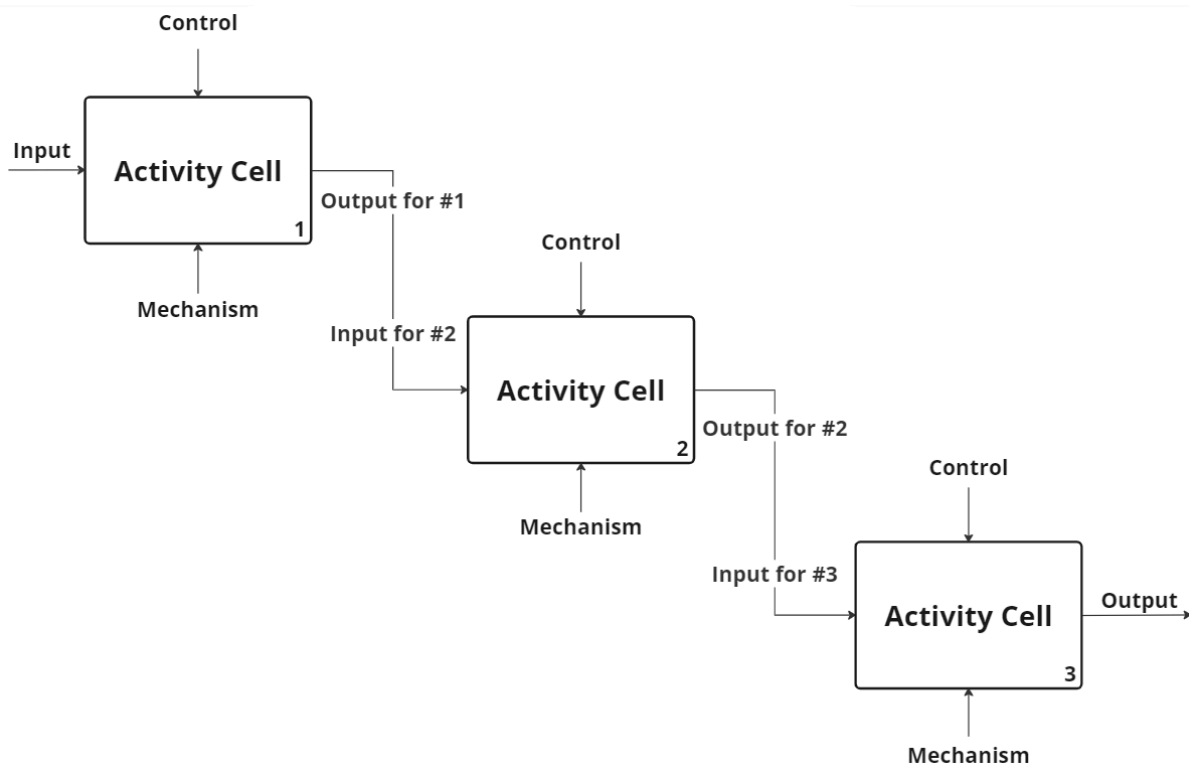 Control
Input
Activity Cell
1
Output for #1
Mechanism
Control
Input for #2
Activity Cell
2
Output for #2
Mechanism
Control
Input for #3
Activity Cell
3
Output
Mechanism